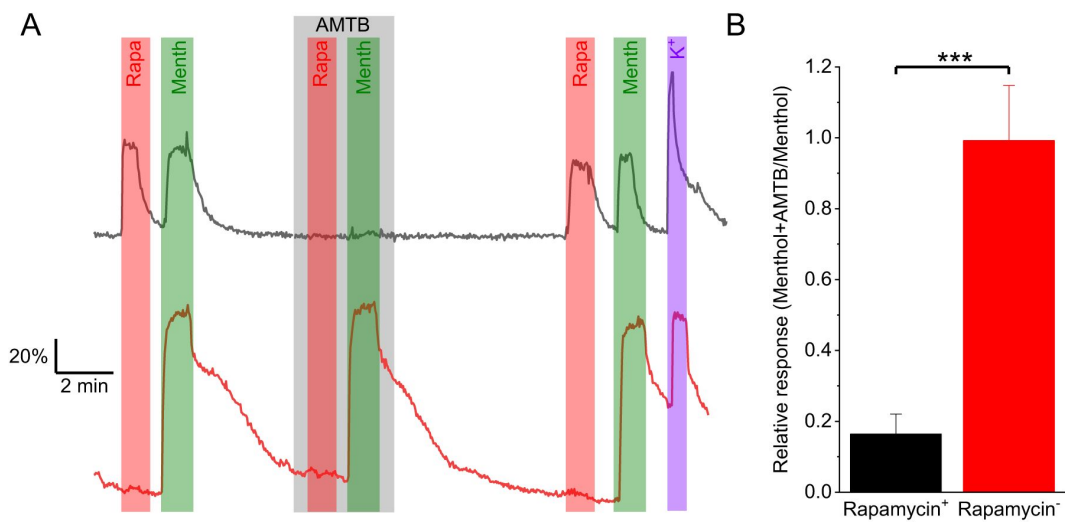 A
AMTB
Rapa
Menth
Rapa
Menth
Rapa
Menth
K⁺
20%
2 min
B
***
1.2
1.0
0.8
0.6
0.4
0.2
0.0
Relative response (Menthol+AMTB/Menthol)
Rapamycin⁺
Rapamycin⁻